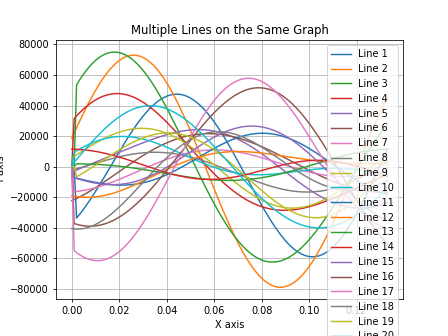 Multiple Lines on the Same Graph
80000
60000
40000
20000
0
−20000
−40000
−60000
−80000
0.00
0.02
0.04
0.06
0.08
0.10
X axis
Line 1
Line 2
Line 3
Line 4
Line 5
Line 6
Line 7
Line 8
Line 9
Line 10
Line 11
Line 12
Line 13
Line 14
Line 15
Line 16
Line 17
Line 18
Line 19
Line 20